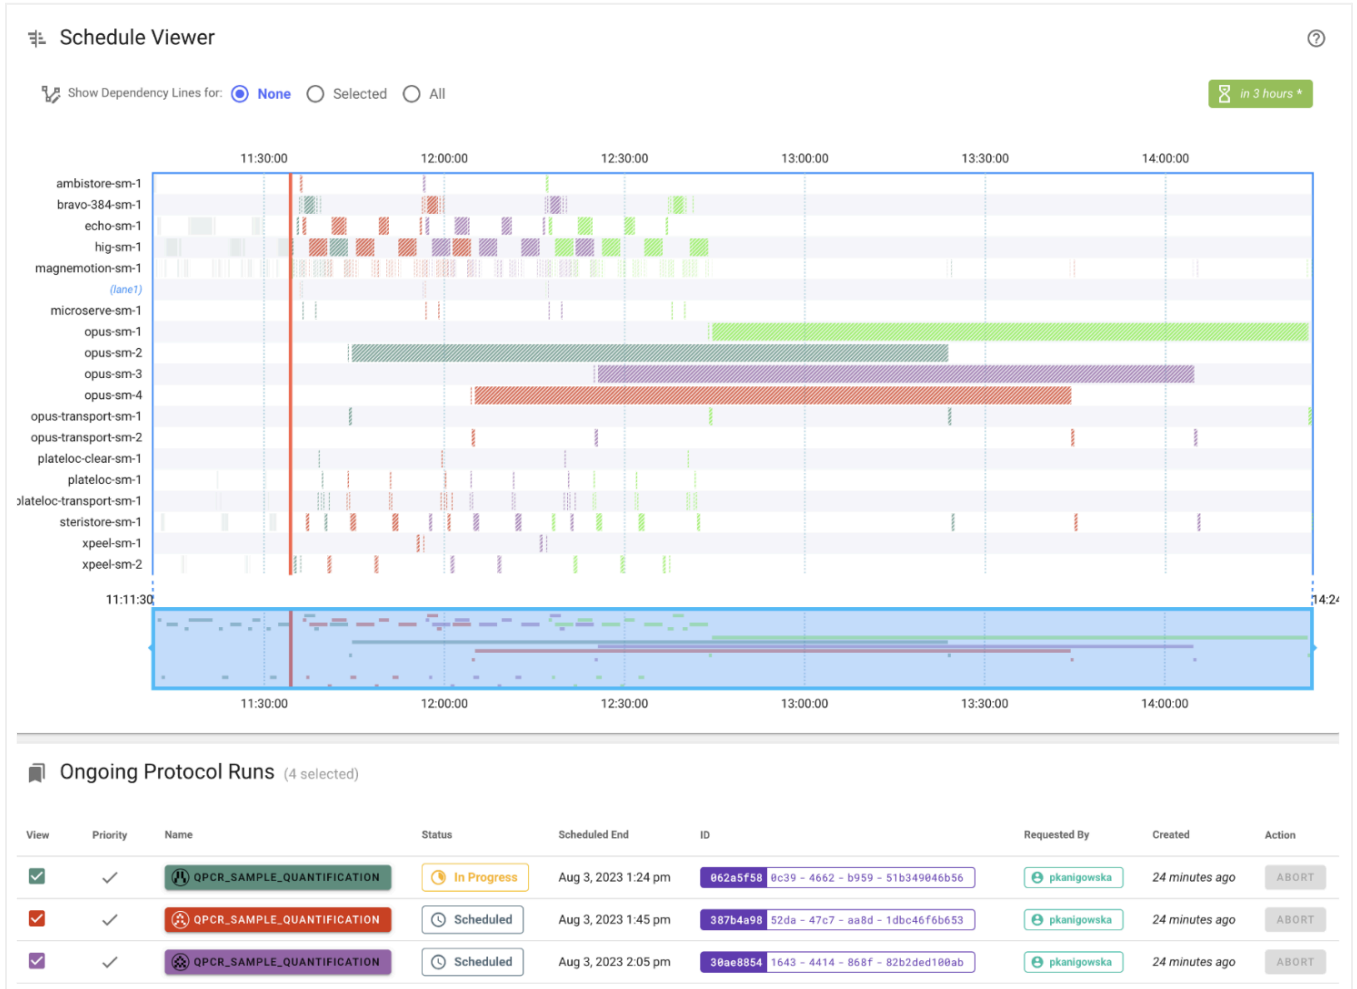 Schedule Viewer
Show Dependency Lines for: None Selected All
in 3 hours *
11:30:00 12:00:00 12:30:00 13:00:00 13:30:00 14:00:00
ambistore-sm-1
bravo-384-sm-1
echo-sm-1
hig-sm-1
magnemotion-sm-1
(lane1)
microserve-sm-1
opus-sm-1
opus-sm-2
opus-sm-3
opus-sm-4
opus-transport-sm-1
opus-transport-sm-2
plateloc-clear-sm-1
plateloc-sm-1
plateloc-transport-sm-1
steristore-sm-1
xpeel-sm-1
xpeel-sm-2
11:11:30 14:24
11:30:00 12:00:00 12:30:00 13:00:00 13:30:00 14:00:00
Ongoing Protocol Runs (4 selected)
View Priority Name Status Scheduled End ID Requested By Created Action
QPCR_SAMPLE_QUANTIFICATION In Progress Aug 3, 2023 1:24 pm 062a5f58 0c39 - 4662 - b959 - 51b349046b56 pkanigowska 24 minutes ago ABORT
QPCR_SAMPLE_QUANTIFICATION Scheduled Aug 3, 2023 1:45 pm 387b4a98 52da - 47c7 - aa8d - 1dbc46f6b653 pkanigowska 24 minutes ago ABORT
QPCR_SAMPLE_QUANTIFICATION Scheduled Aug 3, 2023 2:05 pm 30ae8854 1643 - 4414 - 868f - 82b2ded100ab pkanigowska 24 minutes ago ABORT